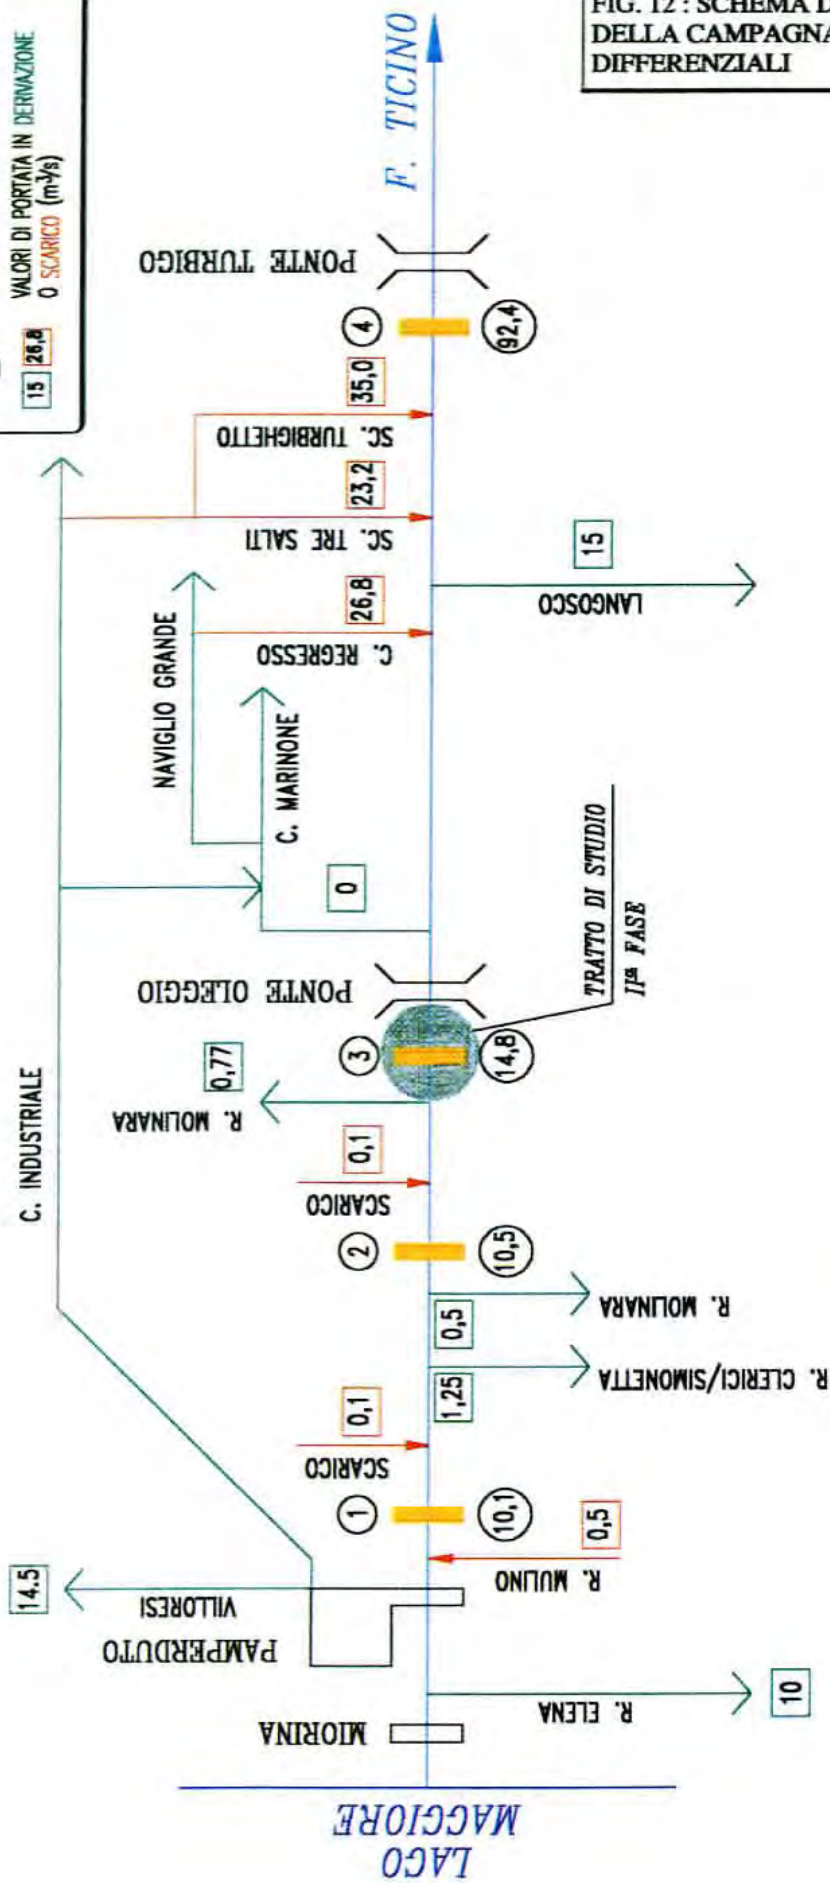 FIG. 12 : SCHEMA D
DELLA CAMPAGNA
DIFFERENZIALI
15 26,8 VALORI DI PORTATA IN DERIVAZIONE
O SCARICO (m³/s)
F. TICINO
PONTE TURBIGO
4
92,4
35,0
SC. TURBIGHETTO
23,2
SC. TRE SALTI
26,8
C. REGRESSO
NAVIGLIO GRANDE
C. MARINONE
15
LANGOSCO
0
TRATTO DI STUDIO
IIª FASE
PONTE OLEGGIO
3
14,8
C. INDUSTRIALE
0,77
R. MOLINARA
0,1
SCARICO
2
10,5
0,5
R. MOLINARA
1,25
R. CLERICI/SIMONETTA
0,1
SCARICO
1
10,1
0,5
R. MULINO
14.5
VILLORESI
PAMPERDUTO
R. ELENA
10
MIORINA
LAGO
MAGGIORE